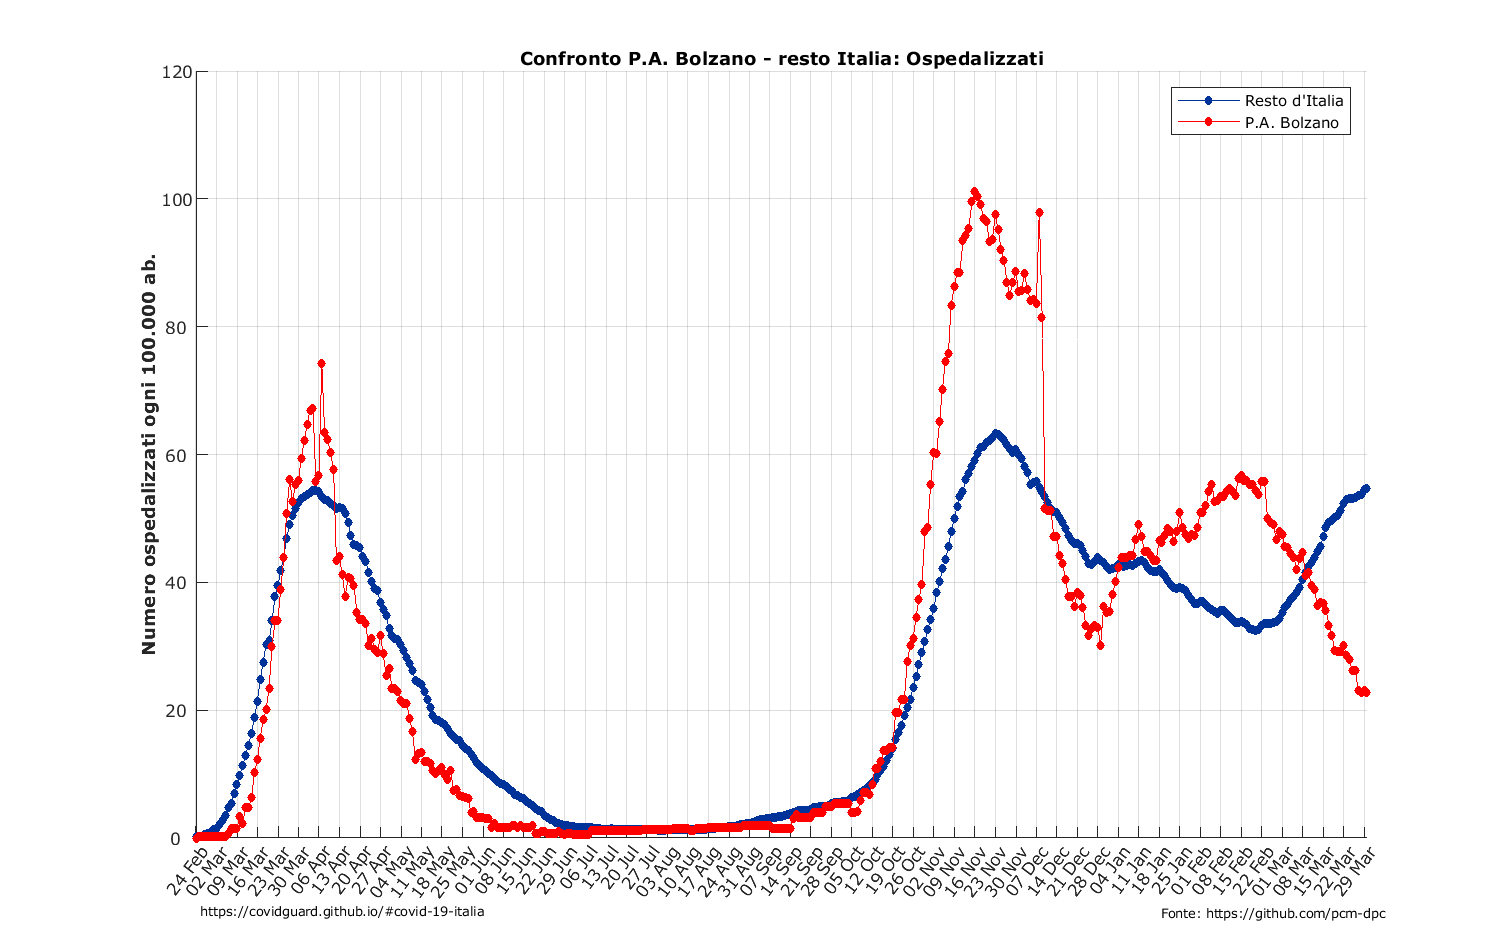 Confronto P.A. Bolzano - resto Italia: Ospedalizzati
Resto d'Italia
P.A. Bolzano
Numero ospedalizzati ogni 100.000 ab.
120
100
80
60
40
20
0
24 Feb
02 Mar
09 Mar
16 Mar
23 Mar
30 Mar
06 Apr
13 Apr
20 Apr
27 Apr
04 May
11 May
18 May
25 May
01 Jun
08 Jun
15 Jun
22 Jun
29 Jun
06 Jul
13 Jul
20 Jul
27 Jul
03 Aug
10 Aug
17 Aug
24 Aug
31 Aug
07 Sep
14 Sep
21 Sep
28 Sep
05 Oct
12 Oct
19 Oct
26 Oct
02 Nov
09 Nov
16 Nov
23 Nov
30 Nov
07 Dec
14 Dec
21 Dec
28 Dec
04 Jan
11 Jan
18 Jan
25 Jan
01 Feb
08 Feb
15 Feb
22 Feb
01 Mar
08 Mar
15 Mar
22 Mar
29 Mar
https://covidguard.github.io/#covid-19-italia
Fonte: https://github.com/pcm-dpc